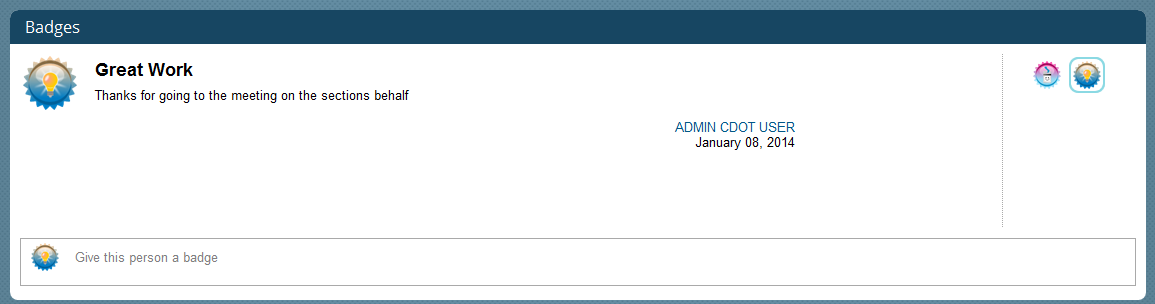 Badges
Great Work
Thanks for going to the meeting on the sections behalf
ADMIN CDOT USER
January 08, 2014
Give this person a badge